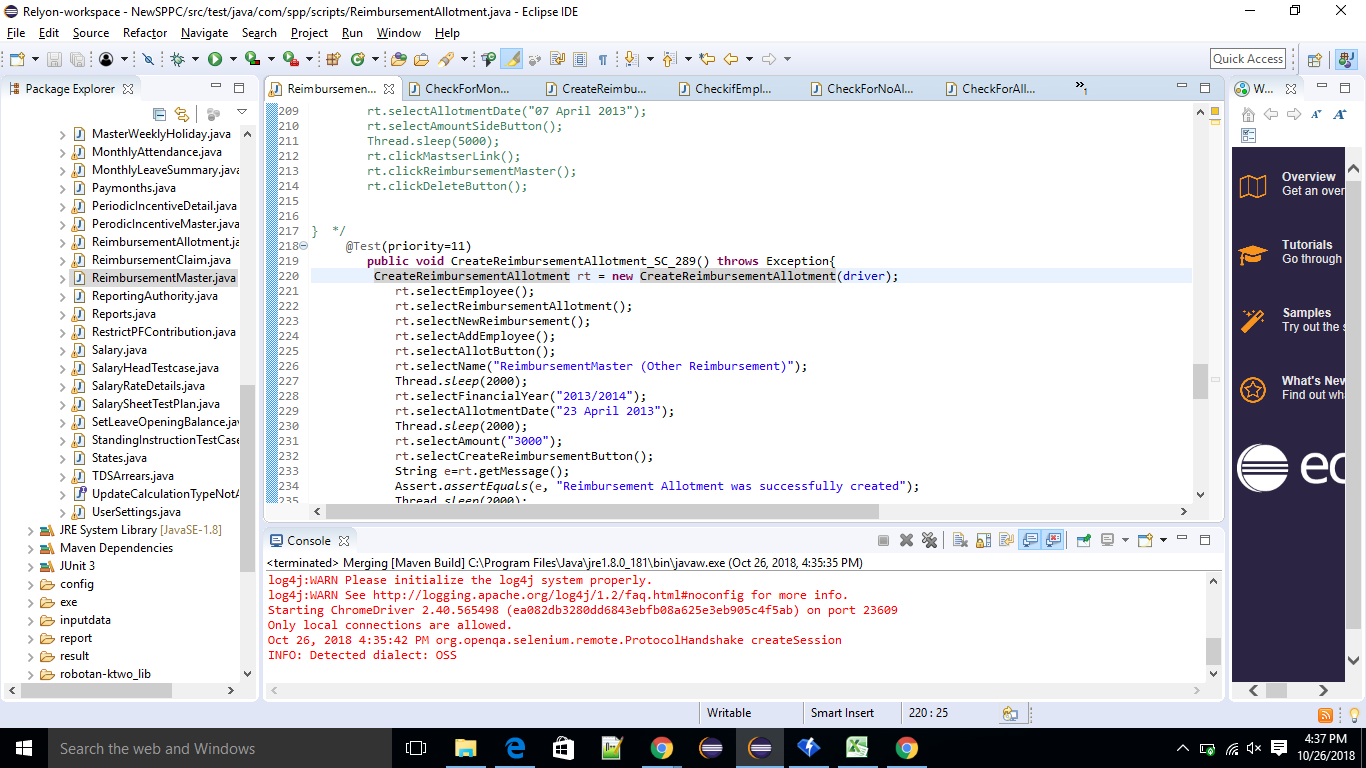 Relyon-workspace - NewSPPC/src/test/java/com/spp/scripts/ReimbursementAllotment.java - Eclipse IDE
File Edit Source Refactor Navigate Search Project Run Window Help
Quick Access
Package Explorer
MasterWeeklyHoliday.java
MonthlyAttendance.java
MonthlyLeaveSummary.java
Paymonths.java
PeriodicIncentiveDetail.java
PerodicIncentiveMaster.java
ReimbursementAllotment.ja
ReimbursementClaim.java
ReimbursementMaster.java
ReportingAuthority.java
Reports.java
RestrictPFContribution.java
Salary.java
SalaryHeadTestcase.java
SalaryRateDetails.java
SalarySheetTestPlan.java
SetLeaveOpeningBalance.jav
StandingInstructionTestCase
States.java
TDSArrears.java
UpdateCalculationTypeNotA
UserSettings.java
JRE System Library [JavaSE-1.8]
Maven Dependencies
JUnit 3
config
exe
inputdata
report
result
robotan-ktwo_lib
Reimbursemen... CheckForMon... CreateReimbu... CheckifEmpl... CheckForNoAl... CheckForAll... »1
209 rt.selectAllotmentDate("07 April 2013");
210 rt.selectAmountSideButton();
211 Thread.sleep(5000);
212 rt.clickMastserLink();
213 rt.clickReimbursementMaster();
214 rt.clickDeleteButton();
215
216
217 } */
218 @Test(priority=11)
219 public void CreateReimbursementAllotment_SC_289() throws Exception{
220 CreateReimbursementAllotment rt = new CreateReimbursementAllotment(driver);
221 rt.selectEmployee();
222 rt.selectReimbursementAllotment();
223 rt.selectNewReimbursement();
224 rt.selectAddEmployee();
225 rt.selectAllotButton();
226 rt.selectName("ReimbursementMaster (Other Reimbursement)");
227 Thread.sleep(2000);
228 rt.selectFinancialYear("2013/2014");
229 rt.selectAllotmentDate("23 April 2013");
230 Thread.sleep(2000);
231 rt.selectAmount("3000");
232 rt.selectCreateReimbursementButton();
233 String e=rt.getMessage();
234 Assert.assertEquals(e, "Reimbursement Allotment was successfully created");
235 Thread.sleep(2000);
W...
Overview
Get an over
Tutorials
Go through
Samples
Try out the s
What's New
Find out wha
ec
Console
<terminated> Merging [Maven Build] C:\Program Files\Java\jre1.8.0_181\bin\javaw.exe (Oct 26, 2018, 4:35:35 PM)
log4j:WARN Please initialize the log4j system properly.
log4j:WARN See http://logging.apache.org/log4j/1.2/faq.html#noconfig for more info.
Starting ChromeDriver 2.40.565498 (ea082db3280dd6843ebfb08a625e3eb905c4f5ab) on port 23609
Only local connections are allowed.
Oct 26, 2018 4:35:42 PM org.openqa.selenium.remote.ProtocolHandshake createSession
INFO: Detected dialect: OSS
Writable Smart Insert 220 : 25
Search the web and Windows
4:37 PM
10/26/2018